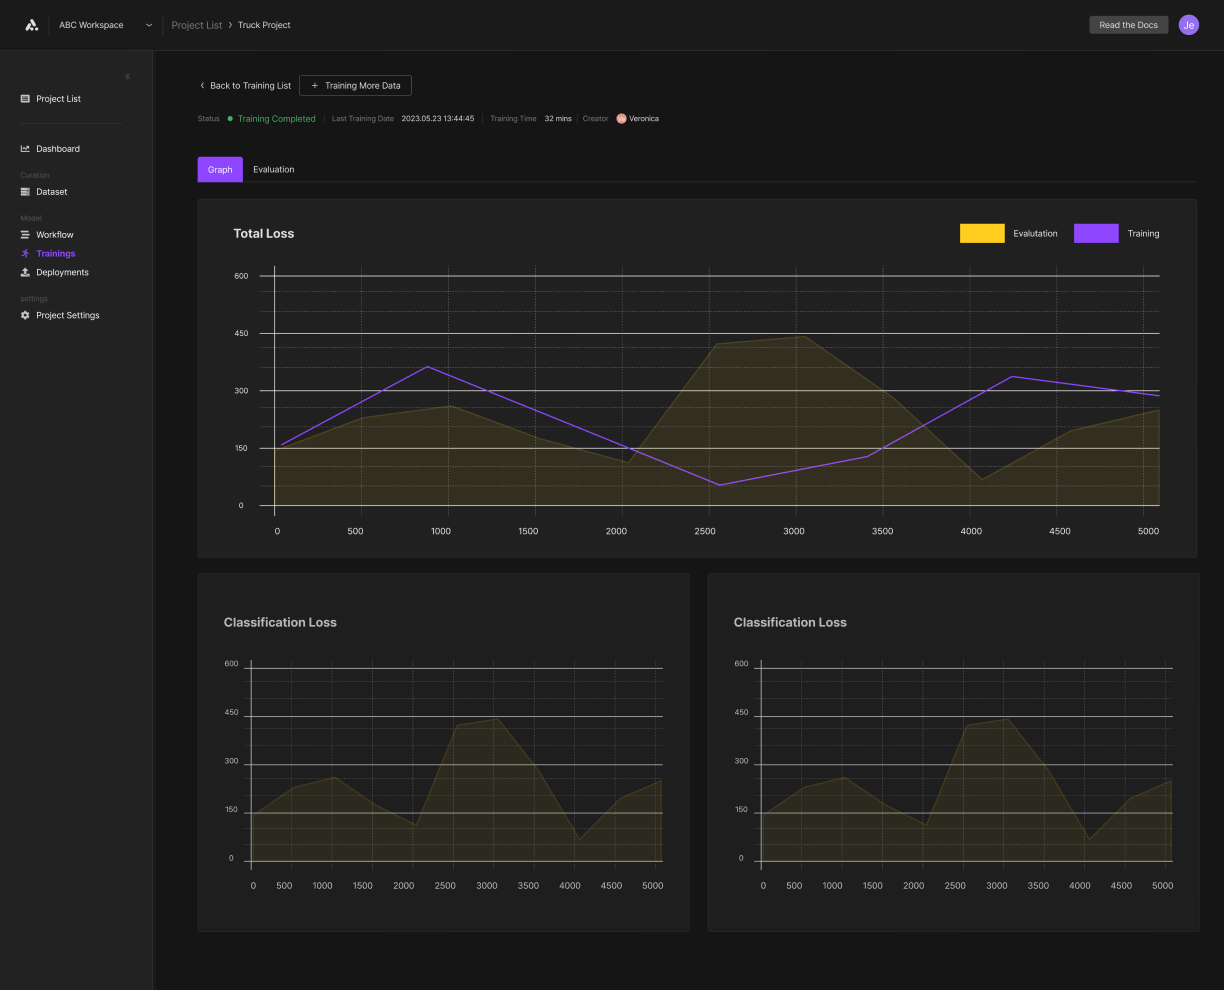 ABC Workspace
Project List > Truck Project
Read the Docs
Je
«
Project List
Dashboard
Curation
Dataset
Model
Workflow
Trainings
Deployments
settings
Project Settings
Back to Training List
+ Training More Data
Status Training Completed Last Training Date 2023.05.23 13:44:45 Training Time 32 mins Creator Ve Veronica
Graph Evaluation
Total Loss
Evalutation Training
600
450
300
150
0
0 500 1000 1500 2000 2500 3000 3500 4000 4500 5000
Classification Loss
600
450
300
150
0
0 500 1000 1500 2000 2500 3000 3500 4000 4500 5000
Classification Loss
600
450
300
150
0
0 500 1000 1500 2000 2500 3000 3500 4000 4500 5000